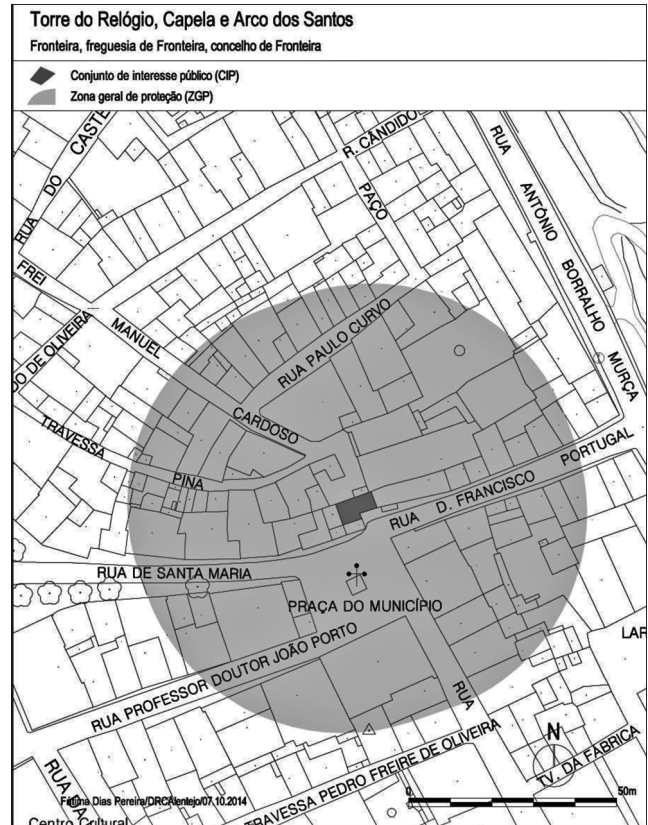 Torre do Relógio, Capela e Arco dos Santos
Fronteira, freguesia de Fronteira, concelho de Fronteira
Conjunto de interesse público (CIP)
Zona geral de proteção (ZGP)
RUA DO CASTE
R. CÂNDIDO
PAÇO
RUA ANTÓNIO BORRALHO MURÇA
FREI MANUEL CARDOSO
RUA PAULO CURVO
DO DE OLIVEIRA
TRAVESSA PINA
RUA D. FRANCISCO PORTUGAL
RUA DE SANTA MARIA
PRAÇA DO MUNICÍPIO
LAR
RUA PROFESSOR DOUTOR JOÃO PORTO
RUA
N
TRAVESSA PEDRO FREIRE DE OLIVEIRA
TV. DA FÁBRICA
RUA DA
Fátima Dias Pereira/DRCAlentejo/07.10.2014
0 50m
Centro Cultural